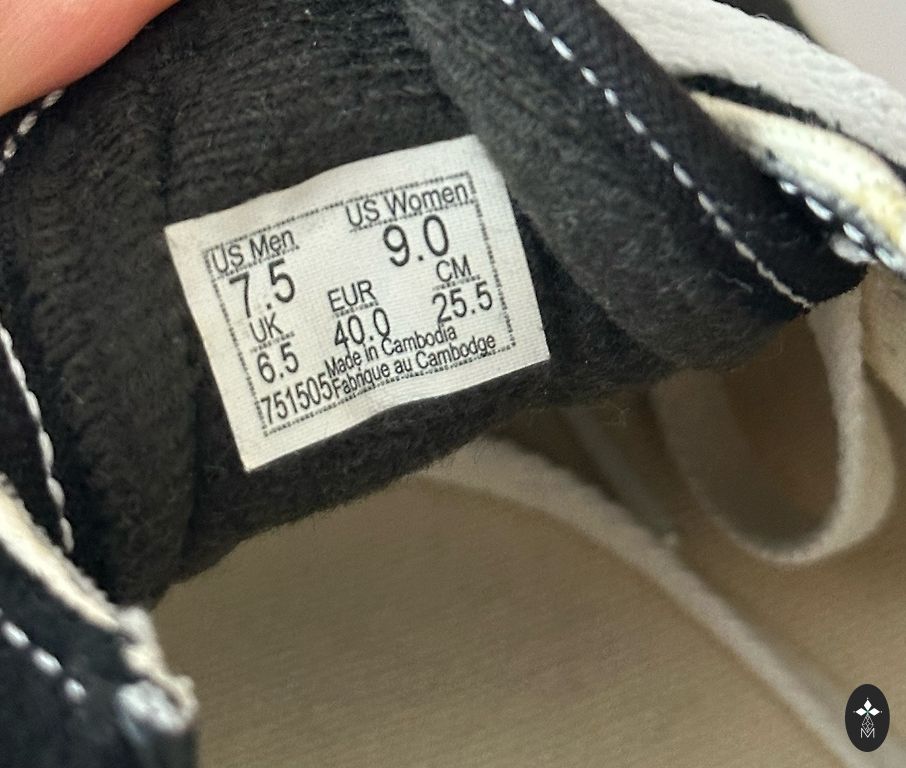 US Men US Women
7.5 9.0
UK EUR CM
6.5 40.0 25.5
Made in Cambodia
751505 Fabriqué au Cambodge
M